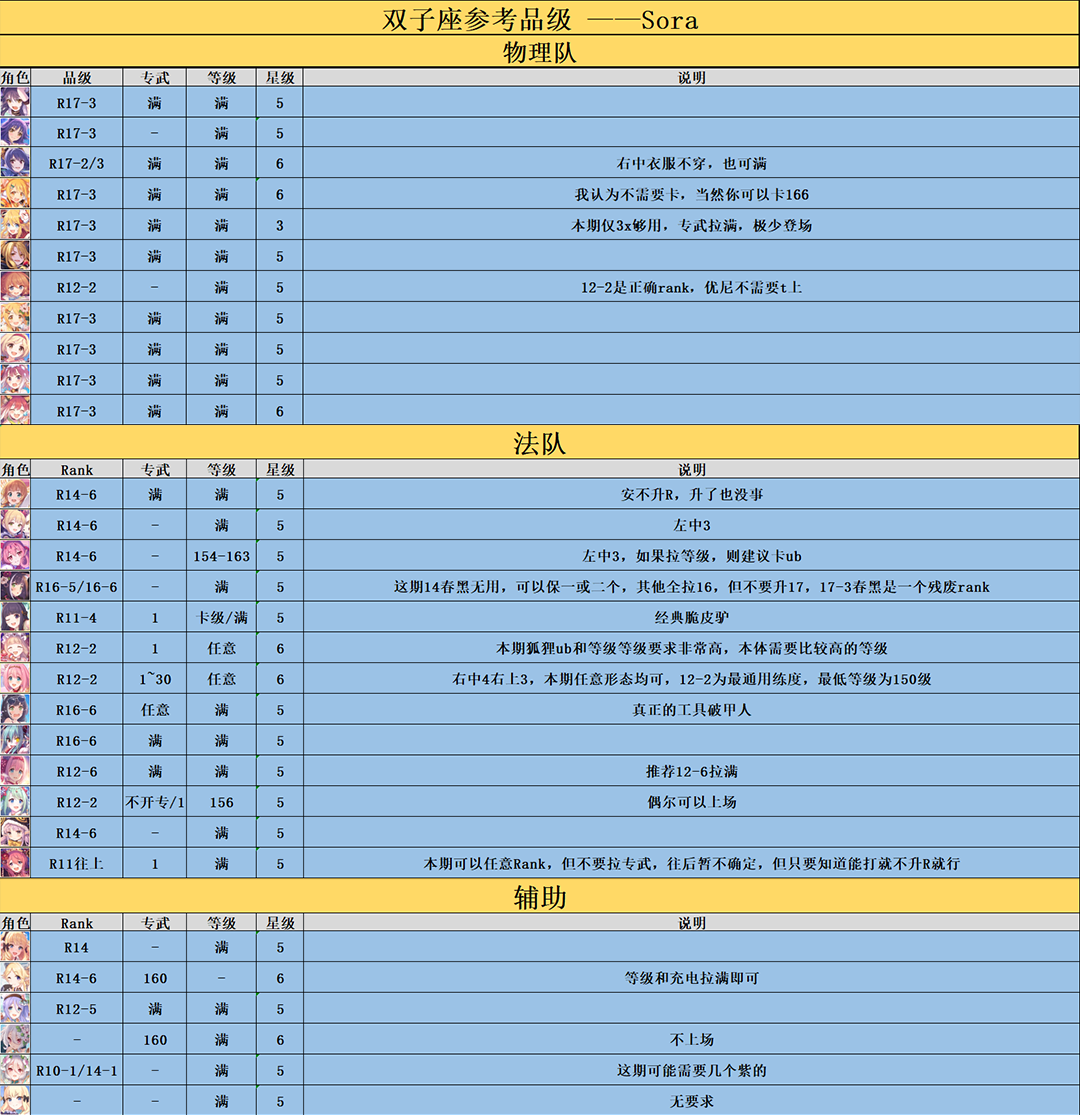 双子座参考品级 ——Sora
物理队
角色 品级 专武 等级 星级 说明
R17-3 满 满 5
R17-3 - 满 5
R17-2/3 满 满 6 右中衣服不穿，也可满
R17-3 满 满 6 我认为不需要卡，当然你可以卡166
R17-3 满 满 3 本期仅3x够用，专武拉满，极少登场
R17-3 满 满 5
R12-2 - 满 5 12-2是正确rank，优尼不需要t上
R17-3 满 满 5
R17-3 满 满 5
R17-3 满 满 5
R17-3 满 满 6
法队
角色 Rank 专武 等级 星级 说明
R14-6 满 满 5 安不升R，升了也没事
R14-6 - 满 5 左中3
R14-6 - 154-163 5 左中3，如果拉等级，则建议卡ub
R16-5/16-6 - 满 5 这期14春黑无用，可以保一或二个，其他全拉16，但不要升17，17-3春黑是一个残废rank
R11-4 1 卡级/满 5 经典脆皮驴
R12-2 1 任意 6 本期狐狸ub和等级等级要求非常高，本体需要比较高的等级
R12-2 1~30 任意 6 右中4右上3，本期任意形态均可，12-2为最通用练度，最低等级为150级
R16-6 任意 满 5 真正的工具破甲人
R16-6 满 满 5
R12-6 满 满 5 推荐12-6拉满
R12-2 不开专/1 156 5 偶尔可以上场
R14-6 - 满 5
R11往上 1 满 5 本期可以任意Rank，但不要拉专武，往后暂不确定，但只要知道能打就不升R就行
辅助
角色 Rank 专武 等级 星级 说明
R14 - 满 5
R14-6 160 - 6 等级和充电拉满即可
R12-5 满 满 5
- 160 满 6 不上场
R10-1/14-1 - 满 5 这期可能需要几个紫的
- - 满 5 无要求